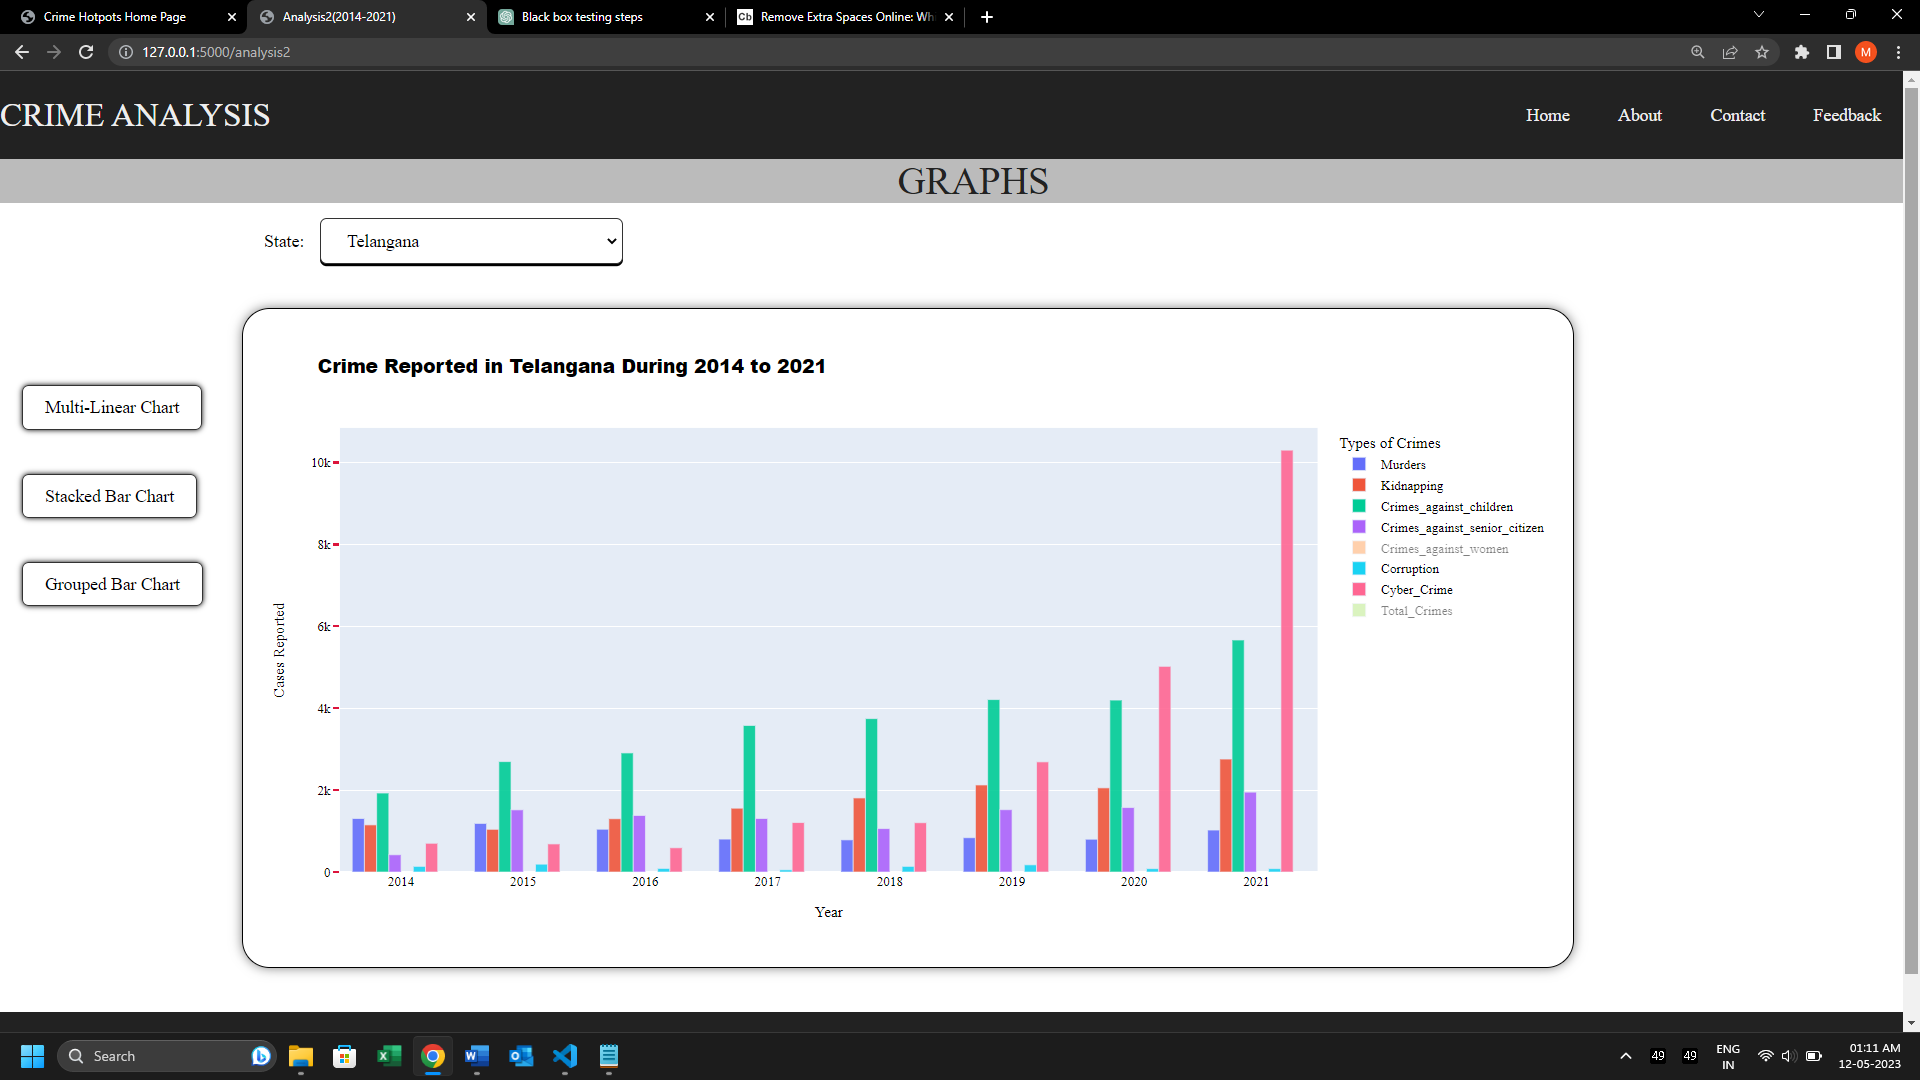 Crime Hotpots Home Page
Analysis2(2014-2021)
Black box testing steps
Cb Remove Extra Spaces Online: Wh
127.0.0.1:5000/analysis2
M
CRIME ANALYSIS
Home About Contact Feedback
GRAPHS
State: Telangana
Multi-Linear Chart
Stacked Bar Chart
Grouped Bar Chart
Crime Reported in Telangana During 2014 to 2021
10k
8k
6k
4k
2k
0
Cases Reported
2014 2015 2016 2017 2018 2019 2020 2021
Year
Types of Crimes
Murders
Kidnapping
Crimes_against_children
Crimes_against_senior_citizen
Crimes_against_women
Corruption
Cyber_Crime
Total_Crimes
Search
49 49
ENG
IN
01:11 AM
12-05-2023